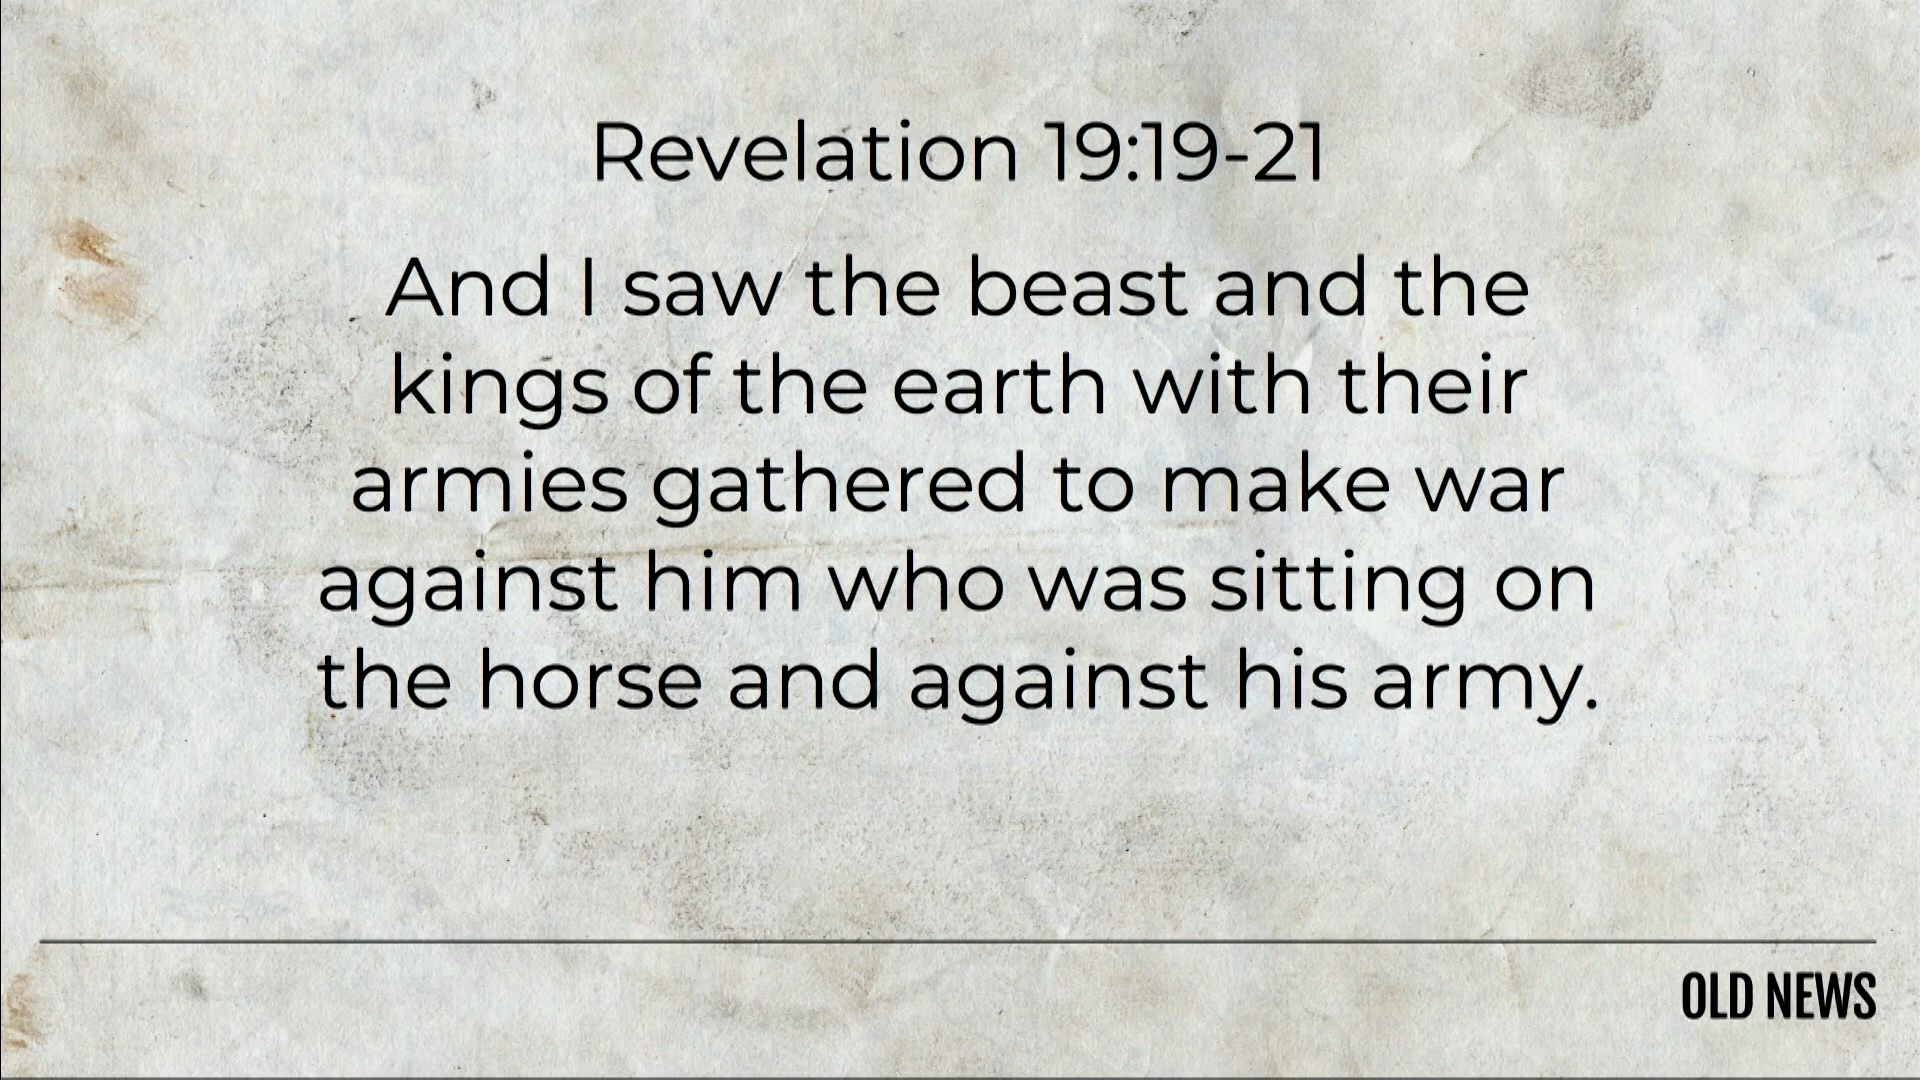 Revelation 19:19-21
And I saw the beast and the
kings of the earth with their
armies gathered to make war
against him who was sitting on
the horse and against his army.
OLD NEWS